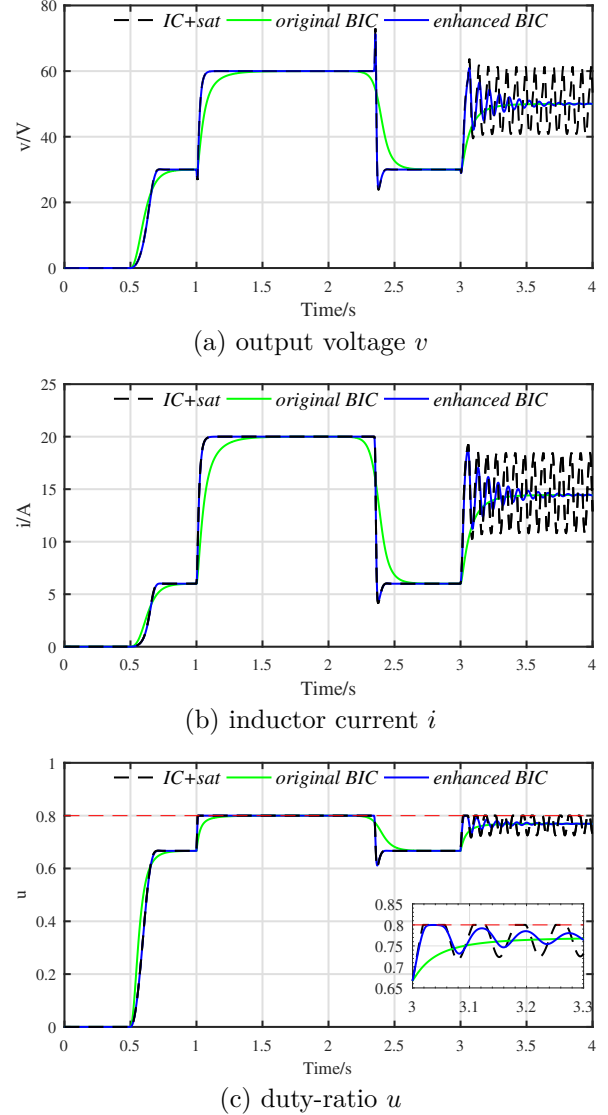 IC+sat original BIC enhanced BIC
v/V
80
60
40
20
0
0 0.5 1 1.5 2 2.5 3 3.5 4
Time/s
(a) output voltage v
IC+sat original BIC enhanced BIC
i/A
25
20
15
10
5
0
0 0.5 1 1.5 2 2.5 3 3.5 4
Time/s
(b) inductor current i
IC+sat original BIC enhanced BIC
u
1
0.8
0.6
0.4
0.2
0
0.85
0.8
0.75
0.7
0.65
3 3.1 3.2 3.3
0 0.5 1 1.5 2 2.5 3 3.5 4
Time/s
(c) duty-ratio u